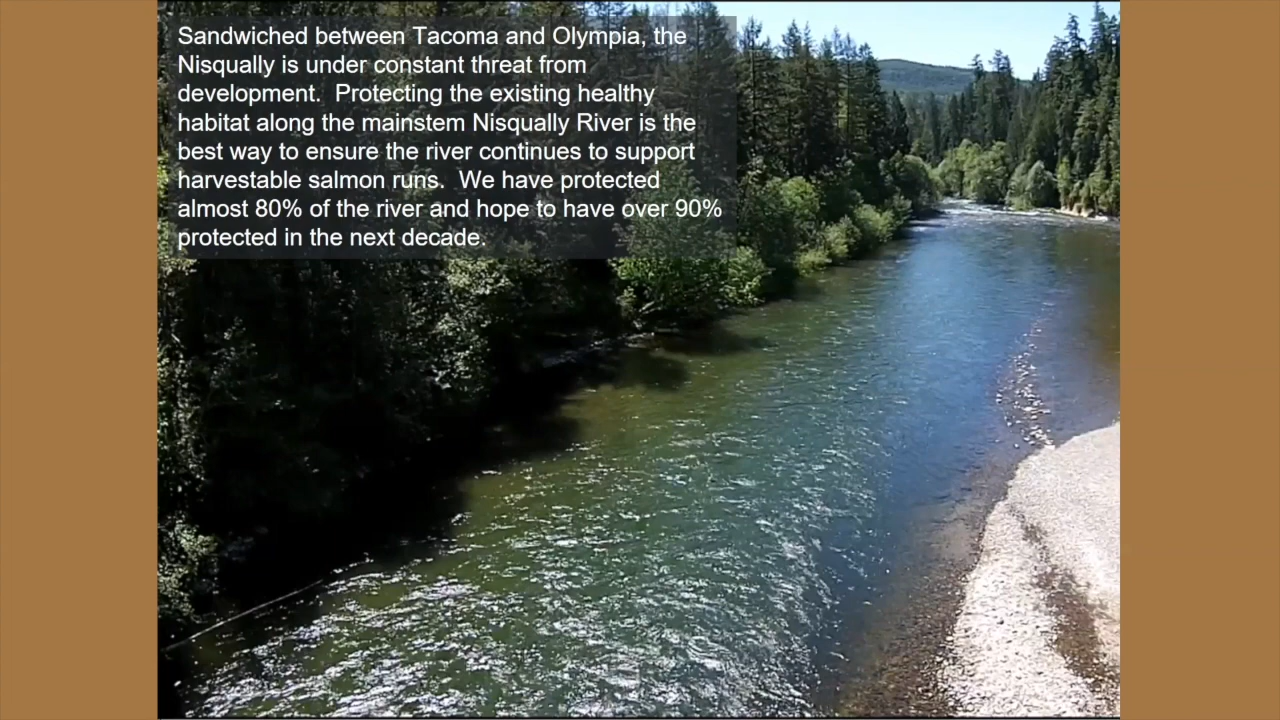 Sandwiched between Tacoma and Olympia, the
Nisqually is under constant threat from
development.  Protecting the existing healthy
habitat along the mainstem Nisqually River is the
best way to ensure the river continues to support
harvestable salmon runs.  We have protected
almost 80% of the river and hope to have over 90%
protected in the next decade.